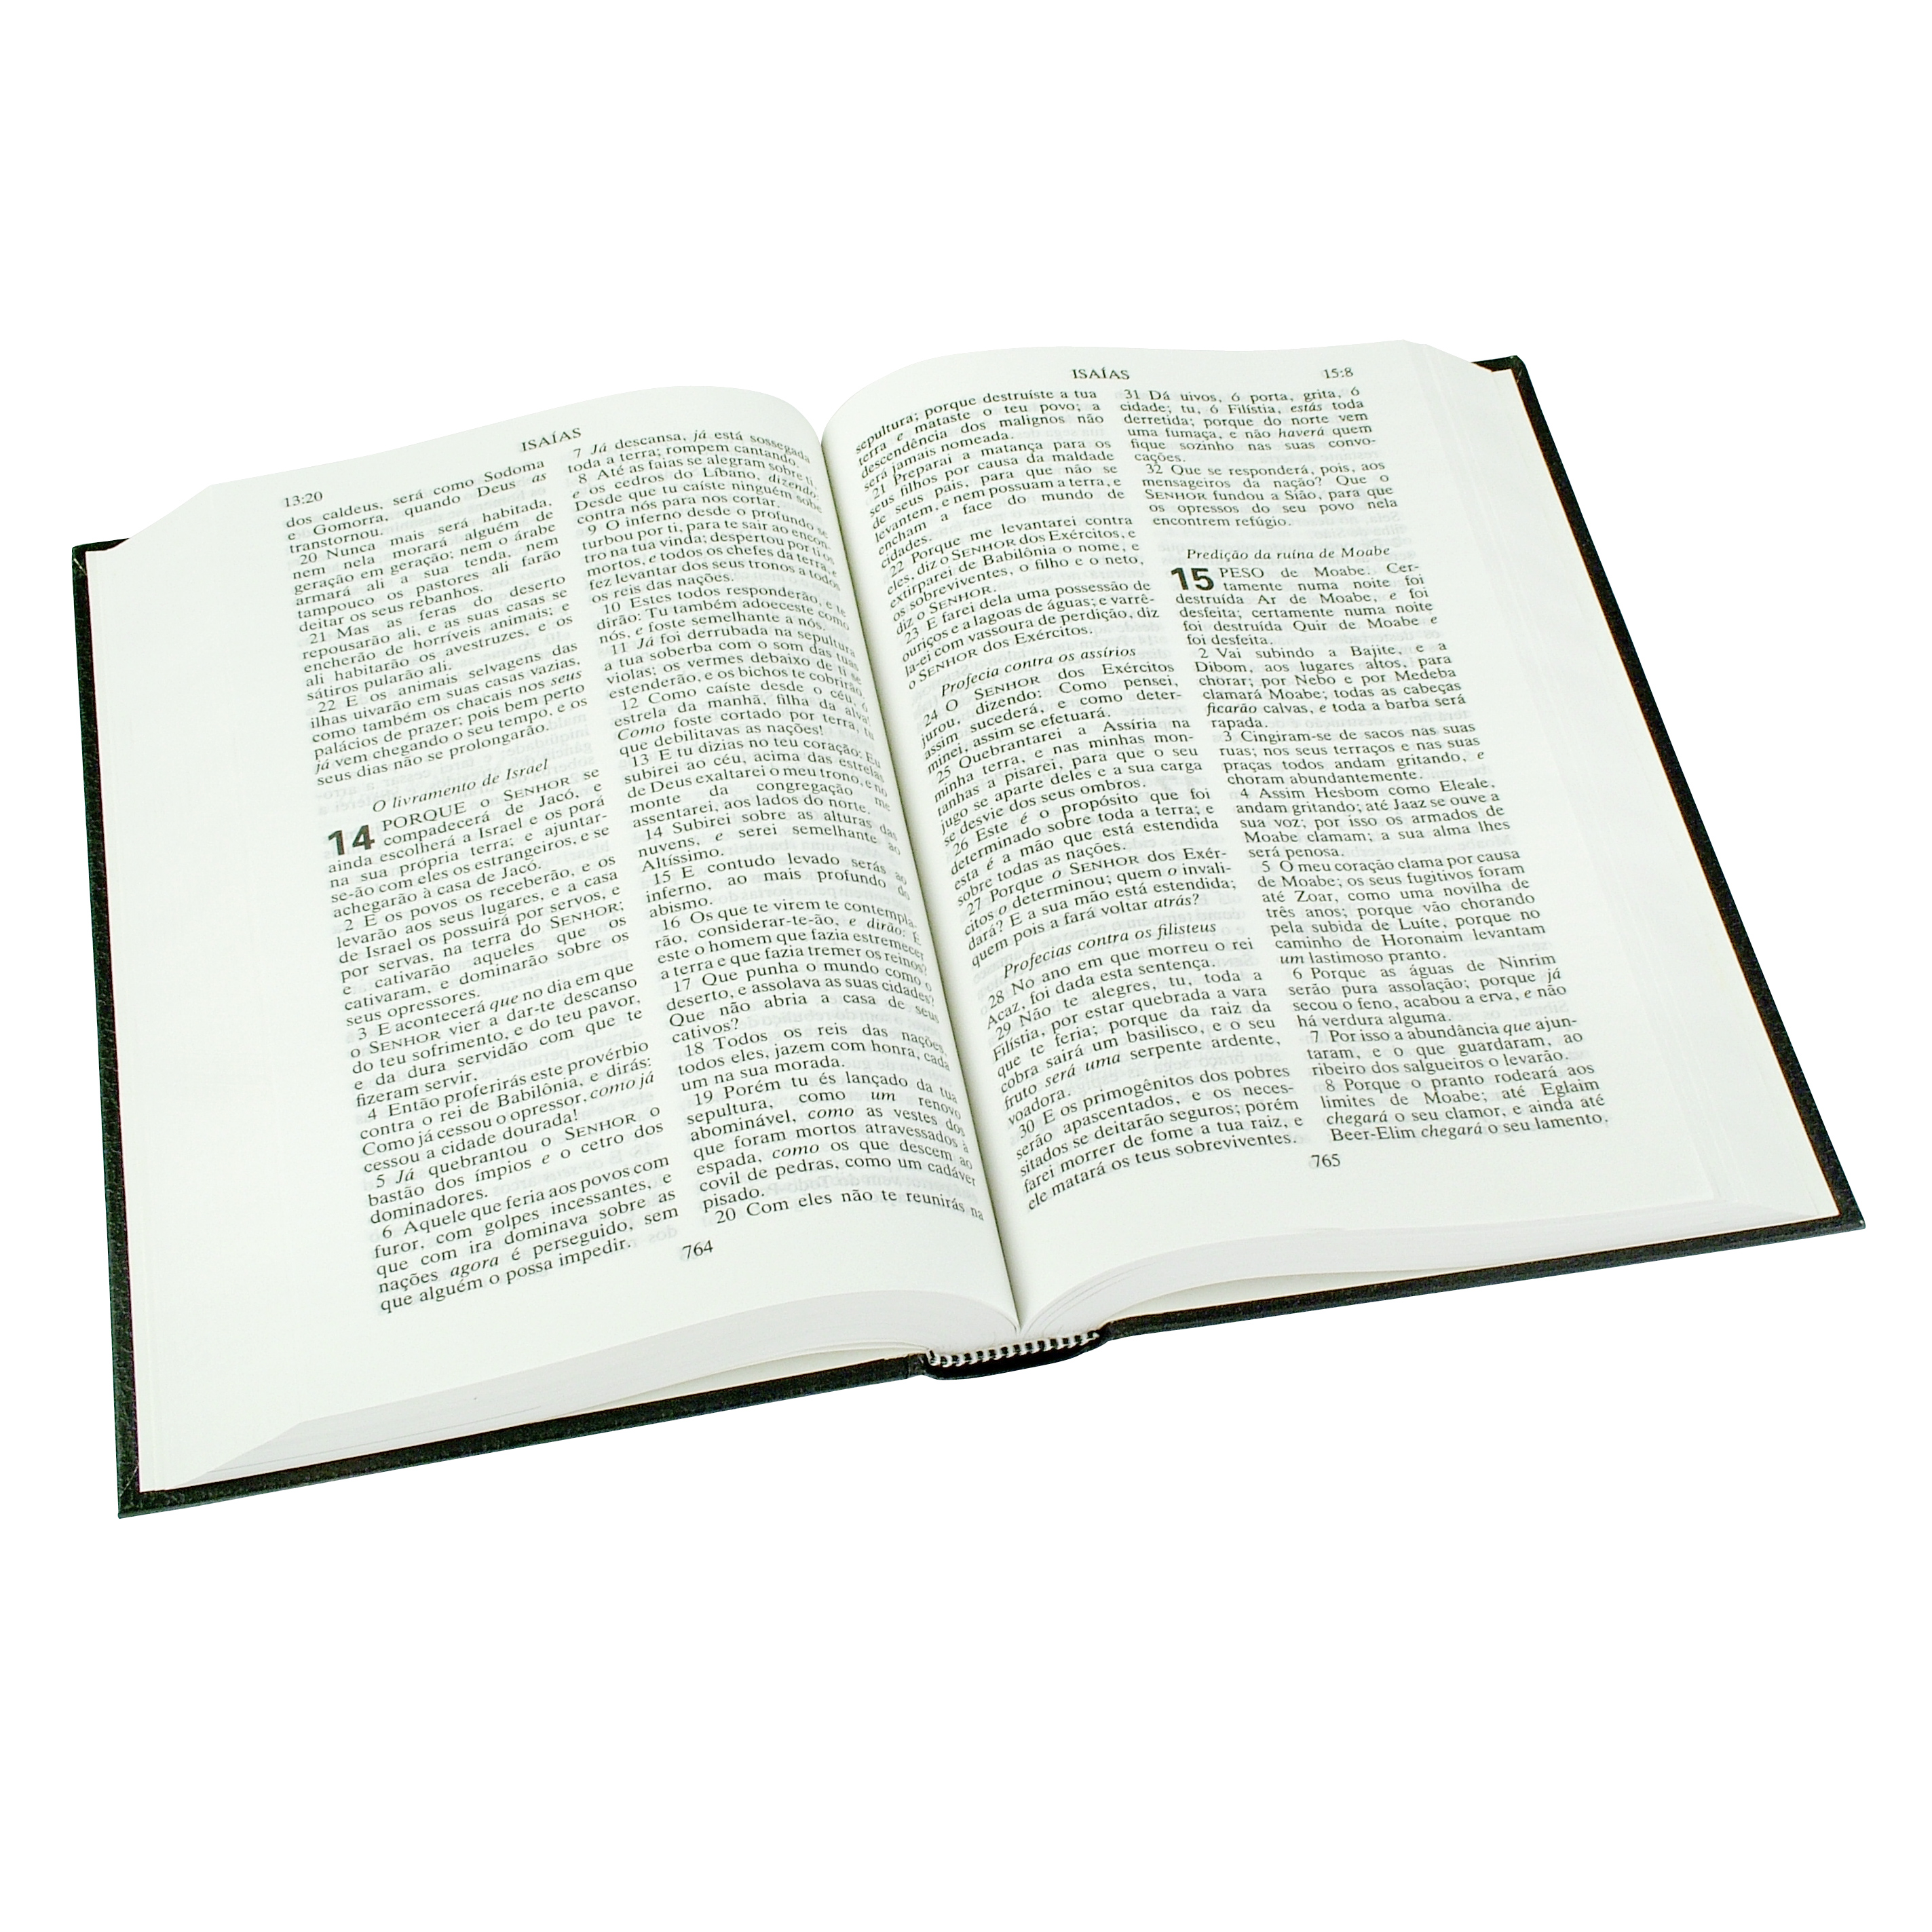 13:20
ISAÍAS
dos caldeus, será como Sodoma
e Gomorra, quando Deus as
transtornou.
20 Nunca mais será habitada,
nem nela morará alguém de
geração em geração; nem o árabe
armará ali a sua tenda, nem
tampouco os pastores ali farão
deitar os seus rebanhos.
21 Mas as feras do deserto
repousarão ali, e as suas casas se
encherão de horríveis animais; e
ali habitarão os avestruzes, e os
sátiros pularão ali.
22 E os animais selvagens das
ilhas uivarão em suas casas vazias,
como também os chacais nos seus
palácios de prazer; pois bem perto
já vem chegando o seu tempo, e os
seus dias não se prolongarão.
O livramento de Israel
14 PORQUE o SENHOR se
compadecerá de Jacó, e
ainda escolherá a Israel e os porá
na sua própria terra; e ajuntar-
se-ão com eles os estrangeiros, e se
achegarão à casa de Jacó.
2 E os povos os receberão, e os
levarão aos seus lugares, e a casa
de Israel os possuirá por servos, e
por servas, na terra do SENHOR;
e cativarão aqueles que os
cativaram, e dominarão sobre os
seus opressores.
3 E acontecerá que no dia em que
o SENHOR vier a dar-te descanso
do teu sofrimento, e do teu pavor,
e da dura servidão com que te
fizeram servir,
4 Então proferirás este provérbio
contra o rei de Babilônia, e dirás:
Como já cessou o opressor, como já
cessou a cidade dourada!
5 Já quebrantou o SENHOR o
bastão dos ímpios e o cetro dos
dominadores.
6 Aquele que feria aos povos com
furor, com golpes incessantes, e
que com ira dominava sobre as
nações agora é perseguido, sem
que alguém o possa impedir.
7 Já descansa, já está sossegada
toda a terra; rompem cantando.
8 Até as faias se alegram sobre ti,
e os cedros do Líbano, dizendo:
Desde que tu caíste ninguém sobe
contra nós para nos cortar.
9 O inferno desde o profundo se
turbou por ti, para te sair ao encon-
tro na tua vinda; despertou por ti os
mortos, e todos os chefes da terra, e
fez levantar dos seus tronos a todos
os reis das nações.
10 Estes todos responderão, e te
dirão: Tu também adoeceste como
nós, e foste semelhante a nós.
11 Já foi derrubada na sepultura
a tua soberba com o som das tuas
violas; os vermes debaixo de ti se
estenderão, e os bichos te cobrirão.
12 Como caíste desde o céu, ó
estrela da manhã, filha da alva!
Como foste cortado por terra, tu
que debilitavas as nações!
13 E tu dizias no teu coração: Eu
subirei ao céu, acima das estrelas
de Deus exaltarei o meu trono, e no
monte da congregação me
assentarei, aos lados do norte.
14 Subirei sobre as alturas das
nuvens, e serei semelhante ao
Altíssimo.
15 E contudo levado serás ao
inferno, ao mais profundo do
abismo.
16 Os que te virem te contempla-
rão, considerar-te-ão, e dirão: É
este o homem que fazia estremecer
a terra e que fazia tremer os reinos?
17 Que punha o mundo como o
deserto, e assolava as suas cidades?
Que não abria a casa de seus
cativos?
18 Todos os reis das nações,
todos eles, jazem com honra, cada
um na sua morada.
19 Porém tu és lançado da tua
sepultura, como um renovo
abominável, como as vestes dos
que foram mortos atravessados à
espada, como os que descem ao
covil de pedras, como um cadáver
pisado.
20 Com eles não te reunirás na
764
ISAÍAS
15:8
sepultura; porque destruíste a tua
terra e mataste o teu povo; a
descendência dos malignos não
será jamais nomeada.
21 Preparai a matança para os
seus filhos por causa da maldade
de seus pais, para que não se
levantem, e nem possuam a terra, e
encham a face do mundo de
cidades.
22 Porque me levantarei contra
eles, diz o SENHOR dos Exércitos, e
extirparei de Babilônia o nome, e
os sobreviventes, o filho e o neto,
diz o SENHOR.
23 E farei dela uma possessão de
ouriços e a lagoas de águas; e varrê-
la-ei com vassoura de perdição, diz
o SENHOR dos Exércitos.
Profecia contra os assírios
24 O SENHOR dos Exércitos
jurou, dizendo: Como pensei,
assim sucederá, e como deter-
minei, assim se efetuará.
25 Quebrantarei a Assíria na
minha terra, e nas minhas mon-
tanhas a pisarei, para que o seu
jugo se aparte deles e a sua carga
se desvie dos seus ombros.
26 Este é o propósito que foi
determinado sobre toda a terra; e
esta é a mão que está estendida
sobre todas as nações.
27 Porque o SENHOR dos Exér-
citos o determinou; quem o invali-
dará? E a sua mão está estendida;
quem pois a fará voltar atrás?
Profecias contra os filisteus
28 No ano em que morreu o rei
Acaz, foi dada esta sentença.
29 Não te alegres, tu, toda a
Filístia, por estar quebrada a vara
que te feria; porque da raiz da
cobra sairá um basilisco, e o seu
fruto será uma serpente ardente,
voadora.
30 E os primogênitos dos pobres
serão apascentados, e os neces-
sitados se deitarão seguros; porém
farei morrer de fome a tua raiz, e
ele matará os teus sobreviventes.
31 Dá uivos, ó porta, grita, ó
cidade; tu, ó Filístia, estás toda
derretida; porque do norte vem
uma fumaça, e não haverá quem
fique sozinho nas suas convo-
cações.
32 Que se responderá, pois, aos
mensageiros da nação? Que o
SENHOR fundou a Sião, para que
os opressos do seu povo nela
encontrem refúgio.
Predição da ruína de Moabe
15 PESO de Moabe. Cer-
tamente numa noite foi
destruída Ar de Moabe, e foi
desfeita; certamente numa noite
foi destruída Quir de Moabe e
foi desfeita.
2 Vai subindo a Bajite, e a
Dibom, aos lugares altos, para
chorar; por Nebo e por Medeba
clamará Moabe; todas as cabeças
ficarão calvas, e toda a barba será
rapada.
3 Cingiram-se de sacos nas suas
ruas; nos seus terraços e nas suas
praças todos andam gritando, e
choram abundantemente.
4 Assim Hesbom como Eleale,
andam gritando; até Jaaz se ouve a
sua voz; por isso os armados de
Moabe clamam; a sua alma lhes
será penosa.
5 O meu coração clama por causa
de Moabe; os seus fugitivos foram
até Zoar, como uma novilha de
três anos; porque vão chorando
pela subida de Luíte, porque no
caminho de Horonaim levantam
um lastimoso pranto.
6 Porque as águas de Ninrim
serão pura assolação; porque já
secou o feno, acabou a erva, e não
há verdura alguma.
7 Por isso a abundância que ajun-
taram, e o que guardaram, ao
ribeiro dos salgueiros o levarão.
8 Porque o pranto rodeará aos
limites de Moabe; até Eglaim
chegará o seu clamor, e ainda até
Beer-Elim chegará o seu lamento.
765